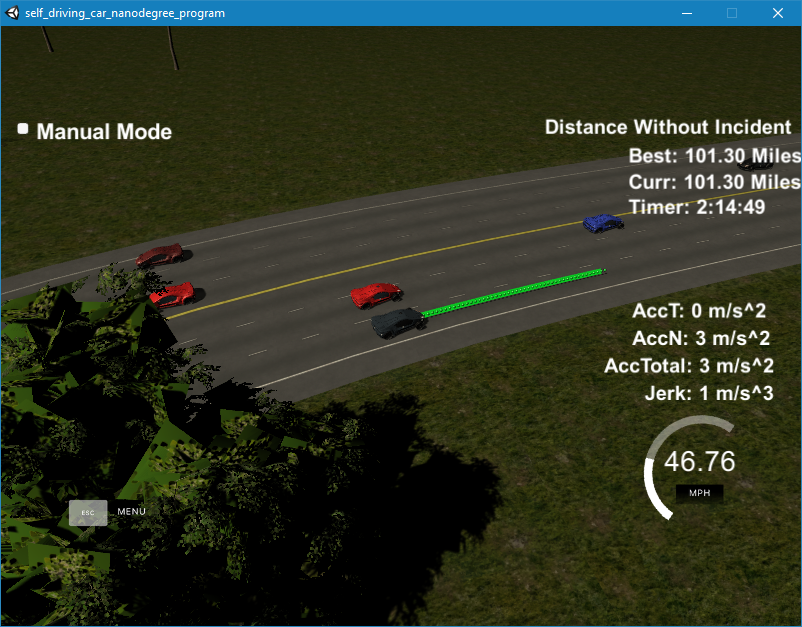 self_driving_car_nanodegree_program
Manual Mode
Distance Without Incident
Best: 101.30 Miles
Curr: 101.30 Miles
Timer: 2:14:49
AccT: 0 m/s^2
AccN: 3 m/s^2
AccTotal: 3 m/s^2
Jerk: 1 m/s^3
46.76
MPH
ESC MENU